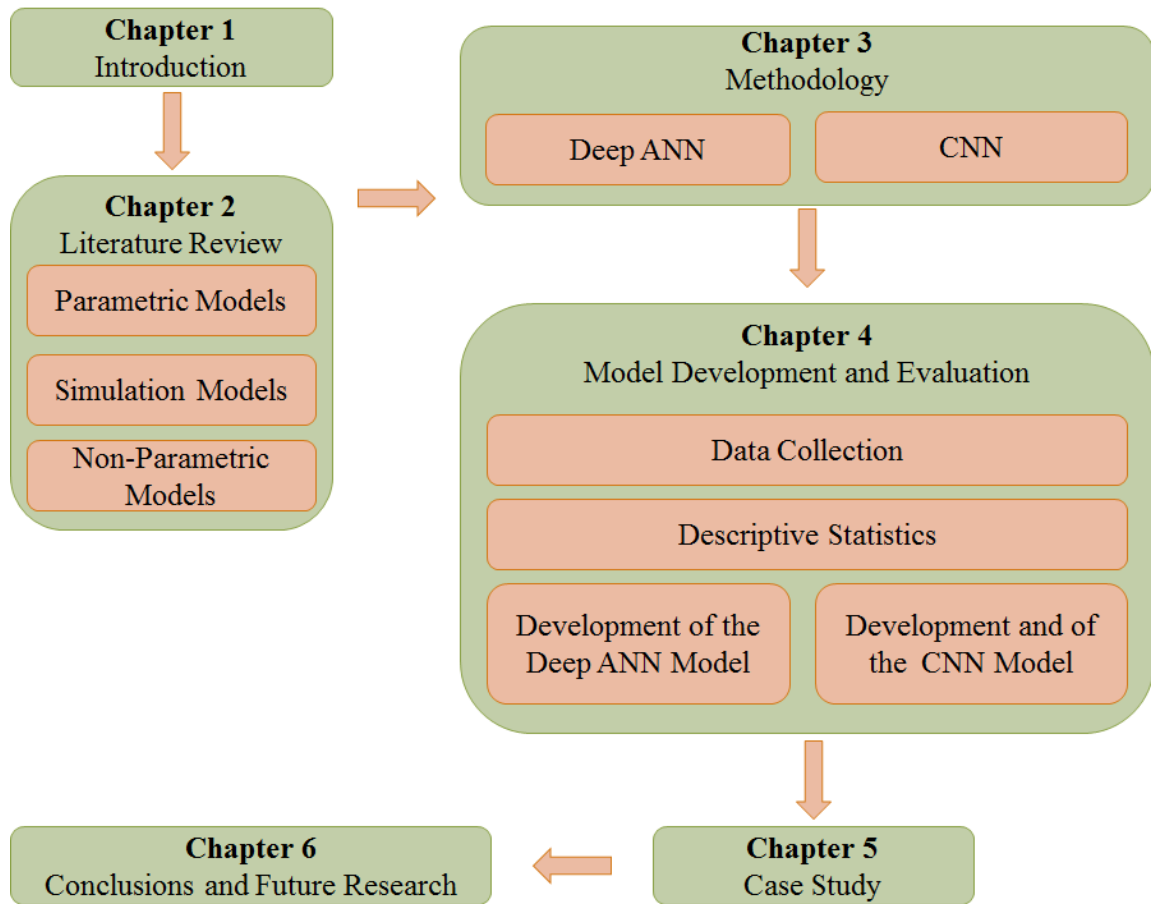 Chapter 1
Introduction
Chapter 2
Literature Review
Parametric Models
Simulation Models
Non-Parametric
Models
Chapter 3
Methodology
Deep ANN
CNN
Chapter 4
Model Development and Evaluation
Data Collection
Descriptive Statistics
Development of the
Deep ANN Model
Development and of
the CNN Model
Chapter 5
Case Study
Chapter 6
Conclusions and Future Research